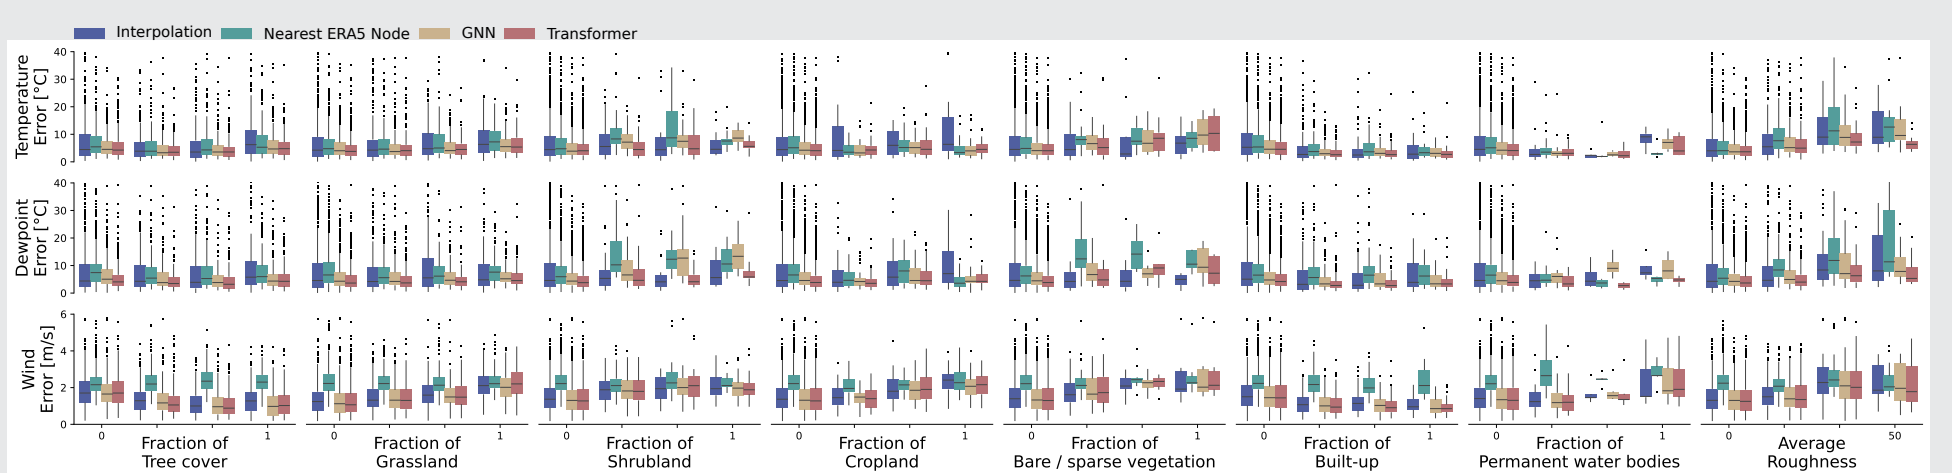 Interpolation Nearest ERA5 Node GNN Transformer
Temperature
Error [°C]
40
30
20
10
0
Dewpoint
Error [°C]
40
30
20
10
0
Wind
Error [m/s]
6
4
2
0
0 1
Fraction of
Tree cover
0
Fraction of
Grassland
0 1
Fraction of
Shrubland
0 1
Fraction of
Cropland
0 1
Fraction of
Bare / sparse vegetation
0
Fraction of
Built-up
0 1
Fraction of
Permanent water bodies
0 50
Average
Roughness